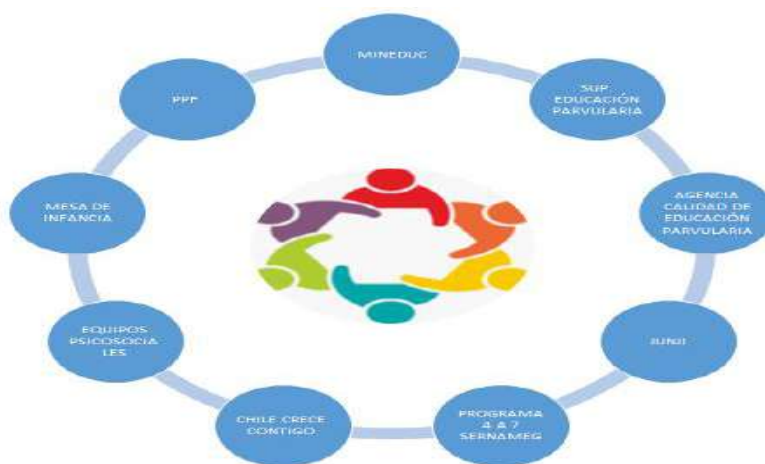 MINEDUC
SUP.
EDUCACIÓN
PARVULARIA
AGENCIA
CALIDAD DE
EDUCACIÓN
PARVULARIA
JUNJI
PROGRAMA
4 A 7
SERNAMEG
CHILE CRECE
CONTIGO
EQUIPOS
PSICOSOCIA
LES
MESA DE
INFANCIA
PPF